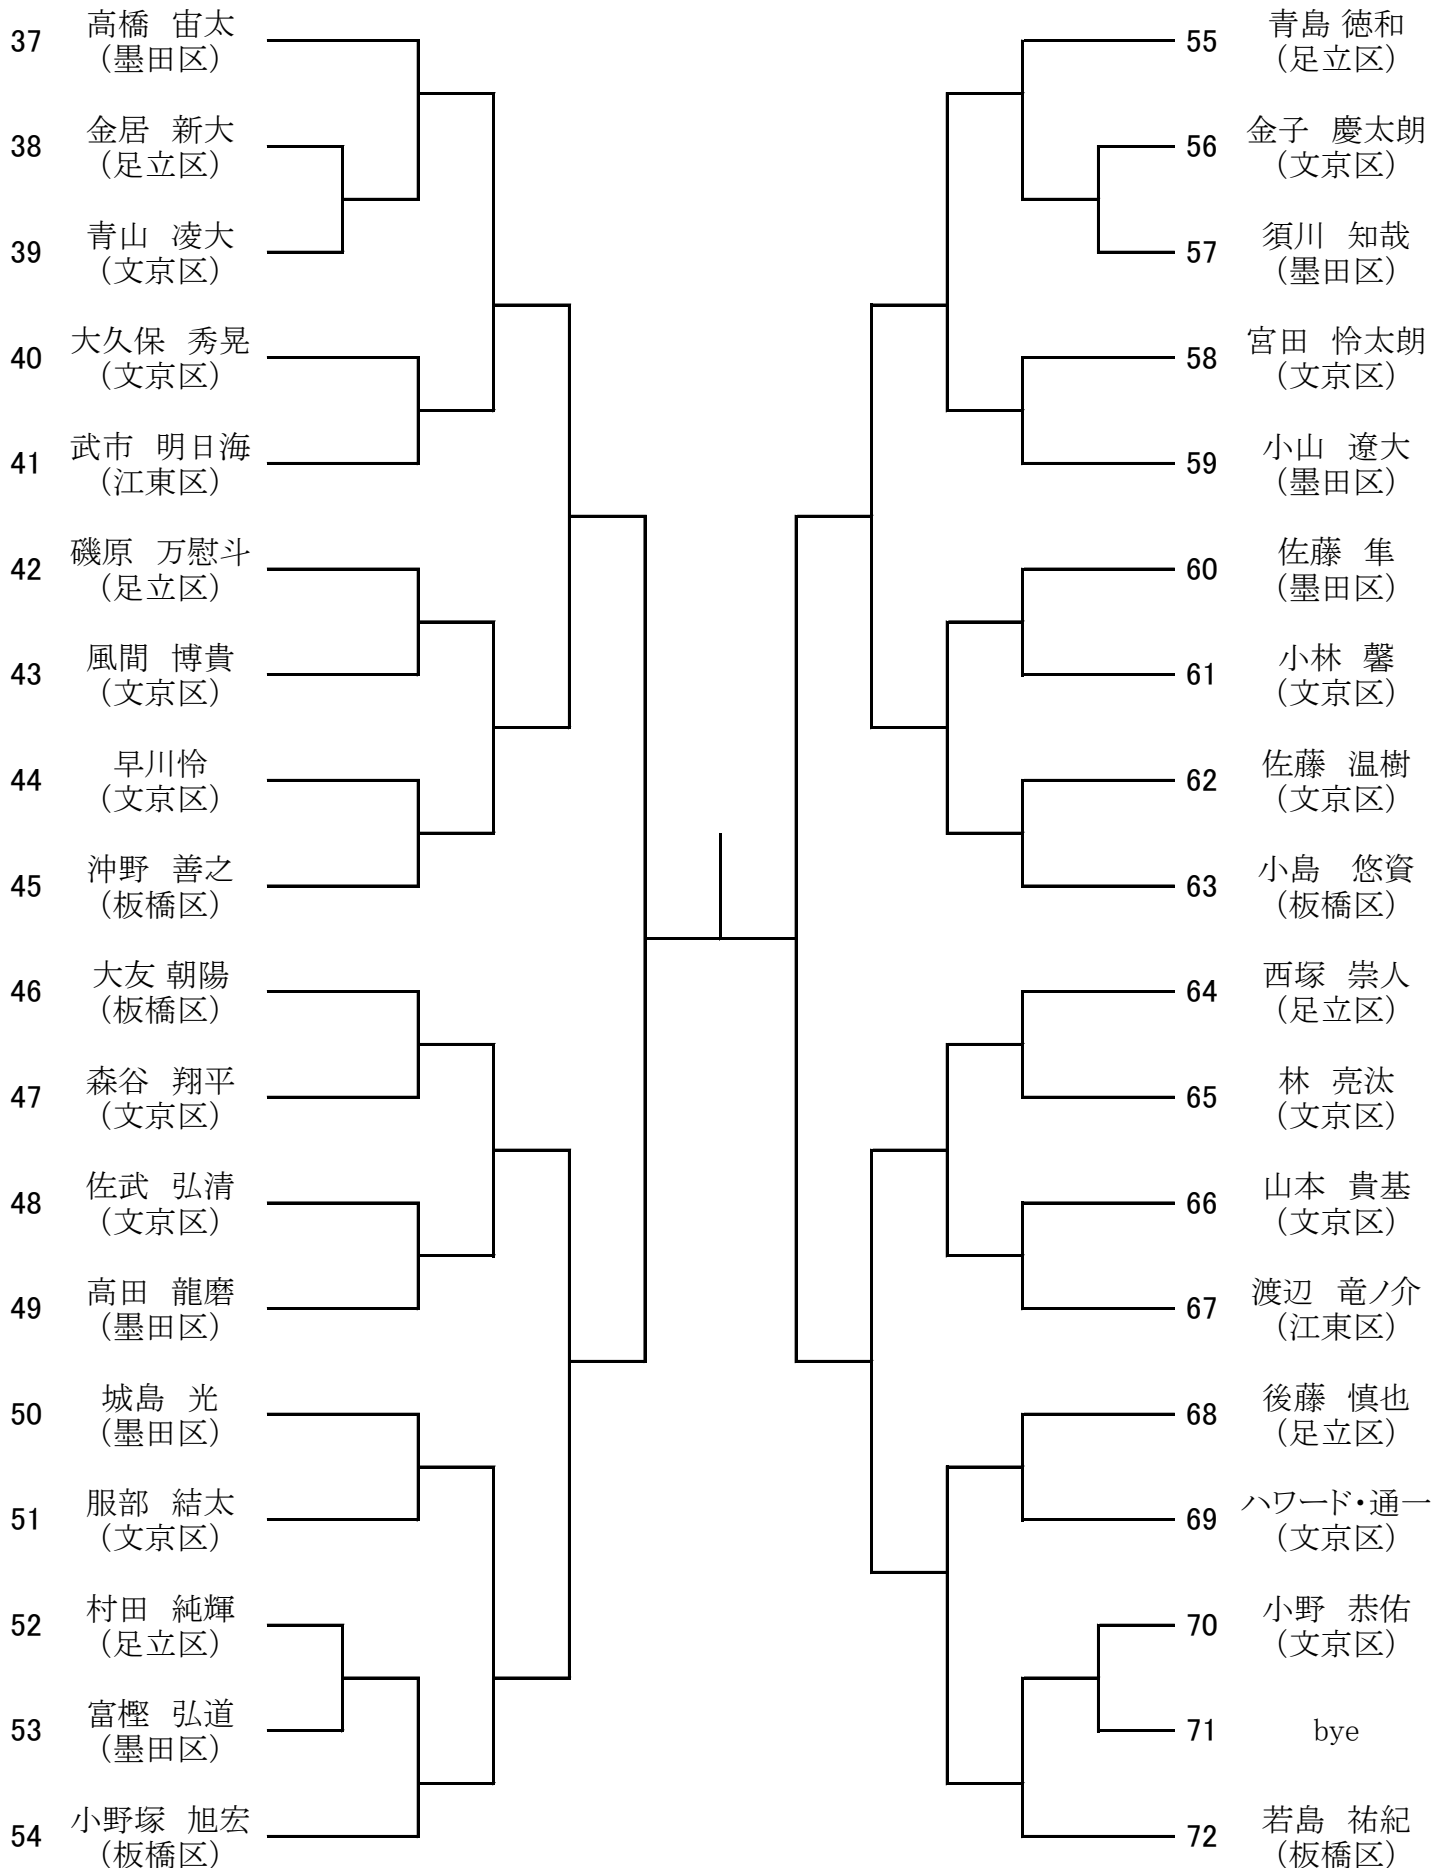 37 高橋 宙太
（墨田区）
38 金居 新大
（足立区）
39 青山 凌大
（文京区）
40 大久保 秀晃
（文京区）
41 武市 明日海
（江東区）
42 磯原 万慰斗
（足立区）
43 風間 博貴
（文京区）
44 早川怜
（文京区）
45 沖野 善之
（板橋区）
46 大友 朝陽
（板橋区）
47 森谷 翔平
（文京区）
48 佐武 弘清
（文京区）
49 高田 龍磨
（墨田区）
50 城島 光
（墨田区）
51 服部 結太
（文京区）
52 村田 純輝
（足立区）
53 富樫 弘道
（墨田区）
54 小野塚 旭宏
（板橋区）
55 青島 徳和
（足立区）
56 金子 慶太朗
（文京区）
57 須川 知哉
（墨田区）
58 宮田 怜太朗
（文京区）
59 小山 遼大
（墨田区）
60 佐藤 隼
（墨田区）
61 小林 馨
（文京区）
62 佐藤 温樹
（文京区）
63 小島 悠資
（板橋区）
64 西塚 崇人
（足立区）
65 林 亮汰
（文京区）
66 山本 貴基
（文京区）
67 渡辺 竜ノ介
（江東区）
68 後藤 慎也
（足立区）
69 ハワード・通一
（文京区）
70 小野 恭佑
（文京区）
71 bye
72 若島 祐紀
（板橋区）